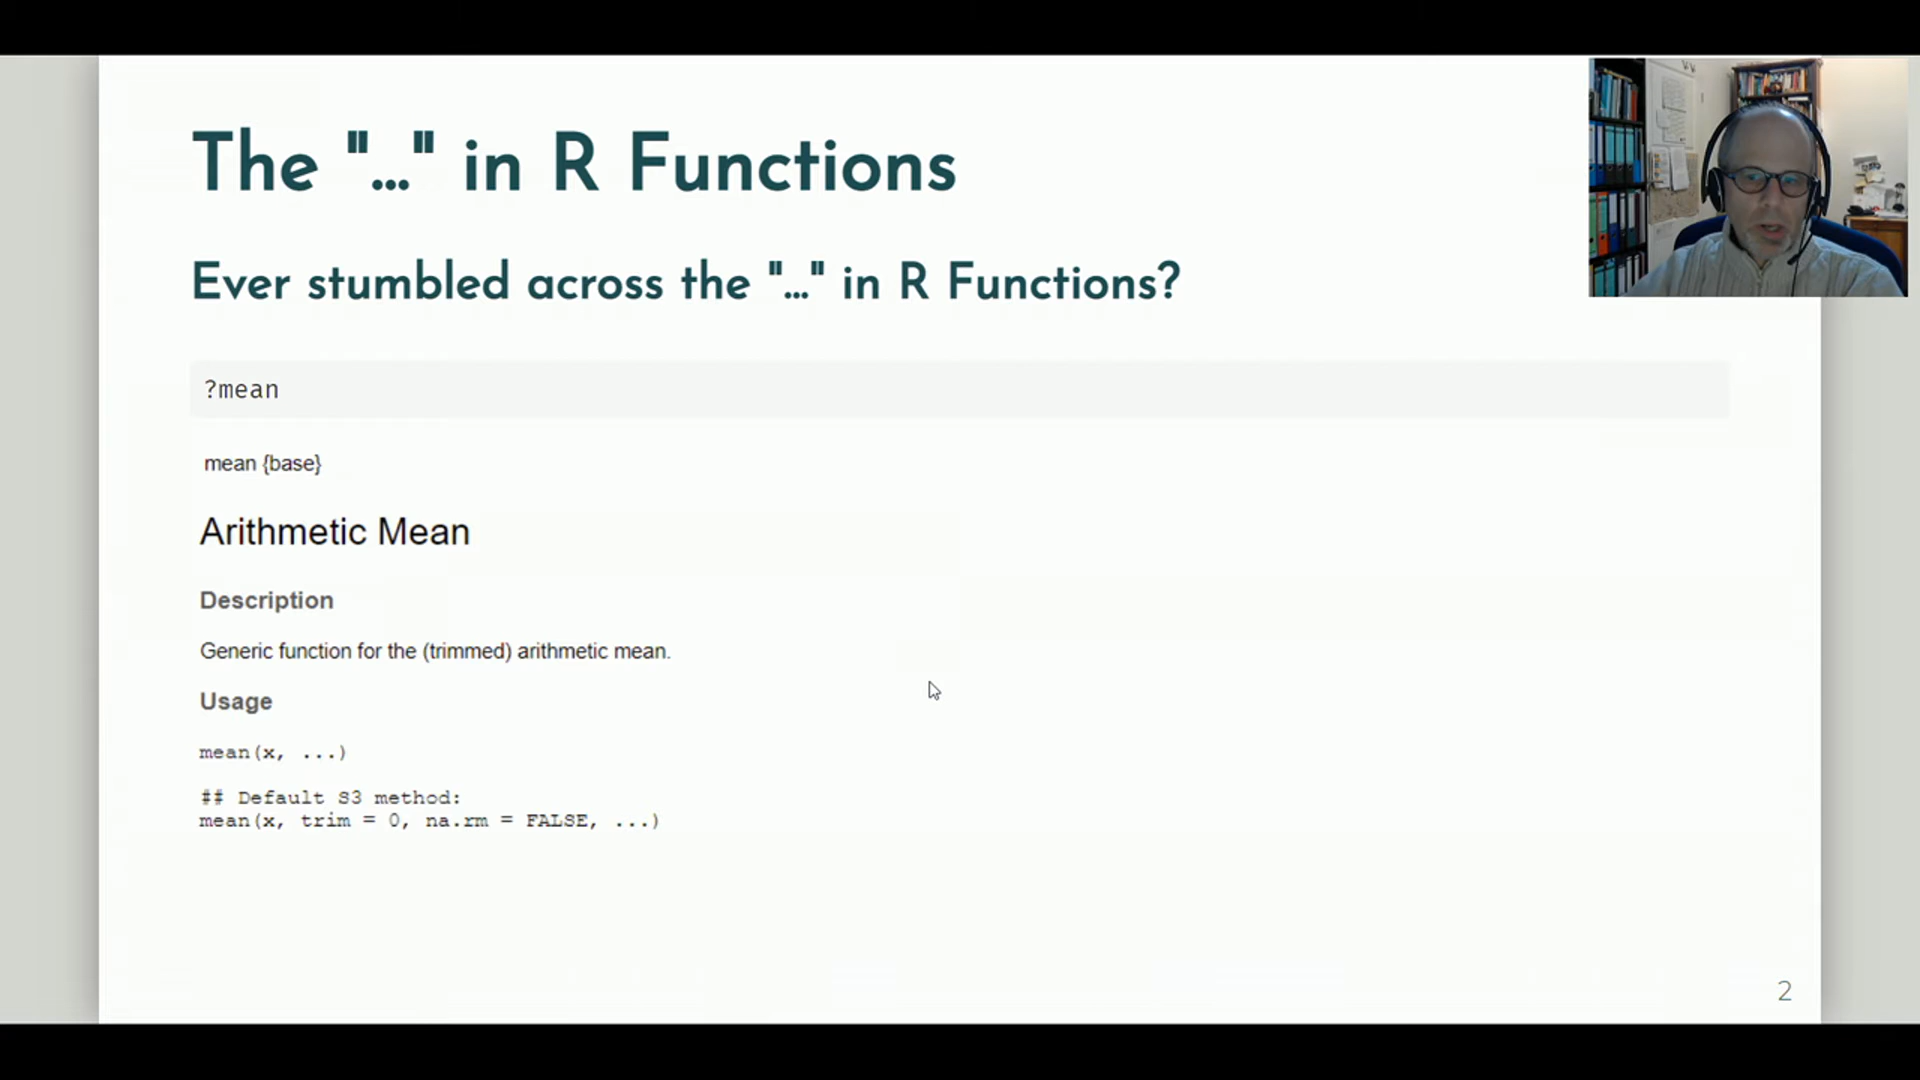 The "..." in R Functions
Ever stumbled across the "..." in R Functions?
?mean
mean {base}
Arithmetic Mean
Description
Generic function for the (trimmed) arithmetic mean.
Usage
mean(x, ...)
## Default S3 method:
mean(x, trim = 0, na.rm = FALSE, ...)
2